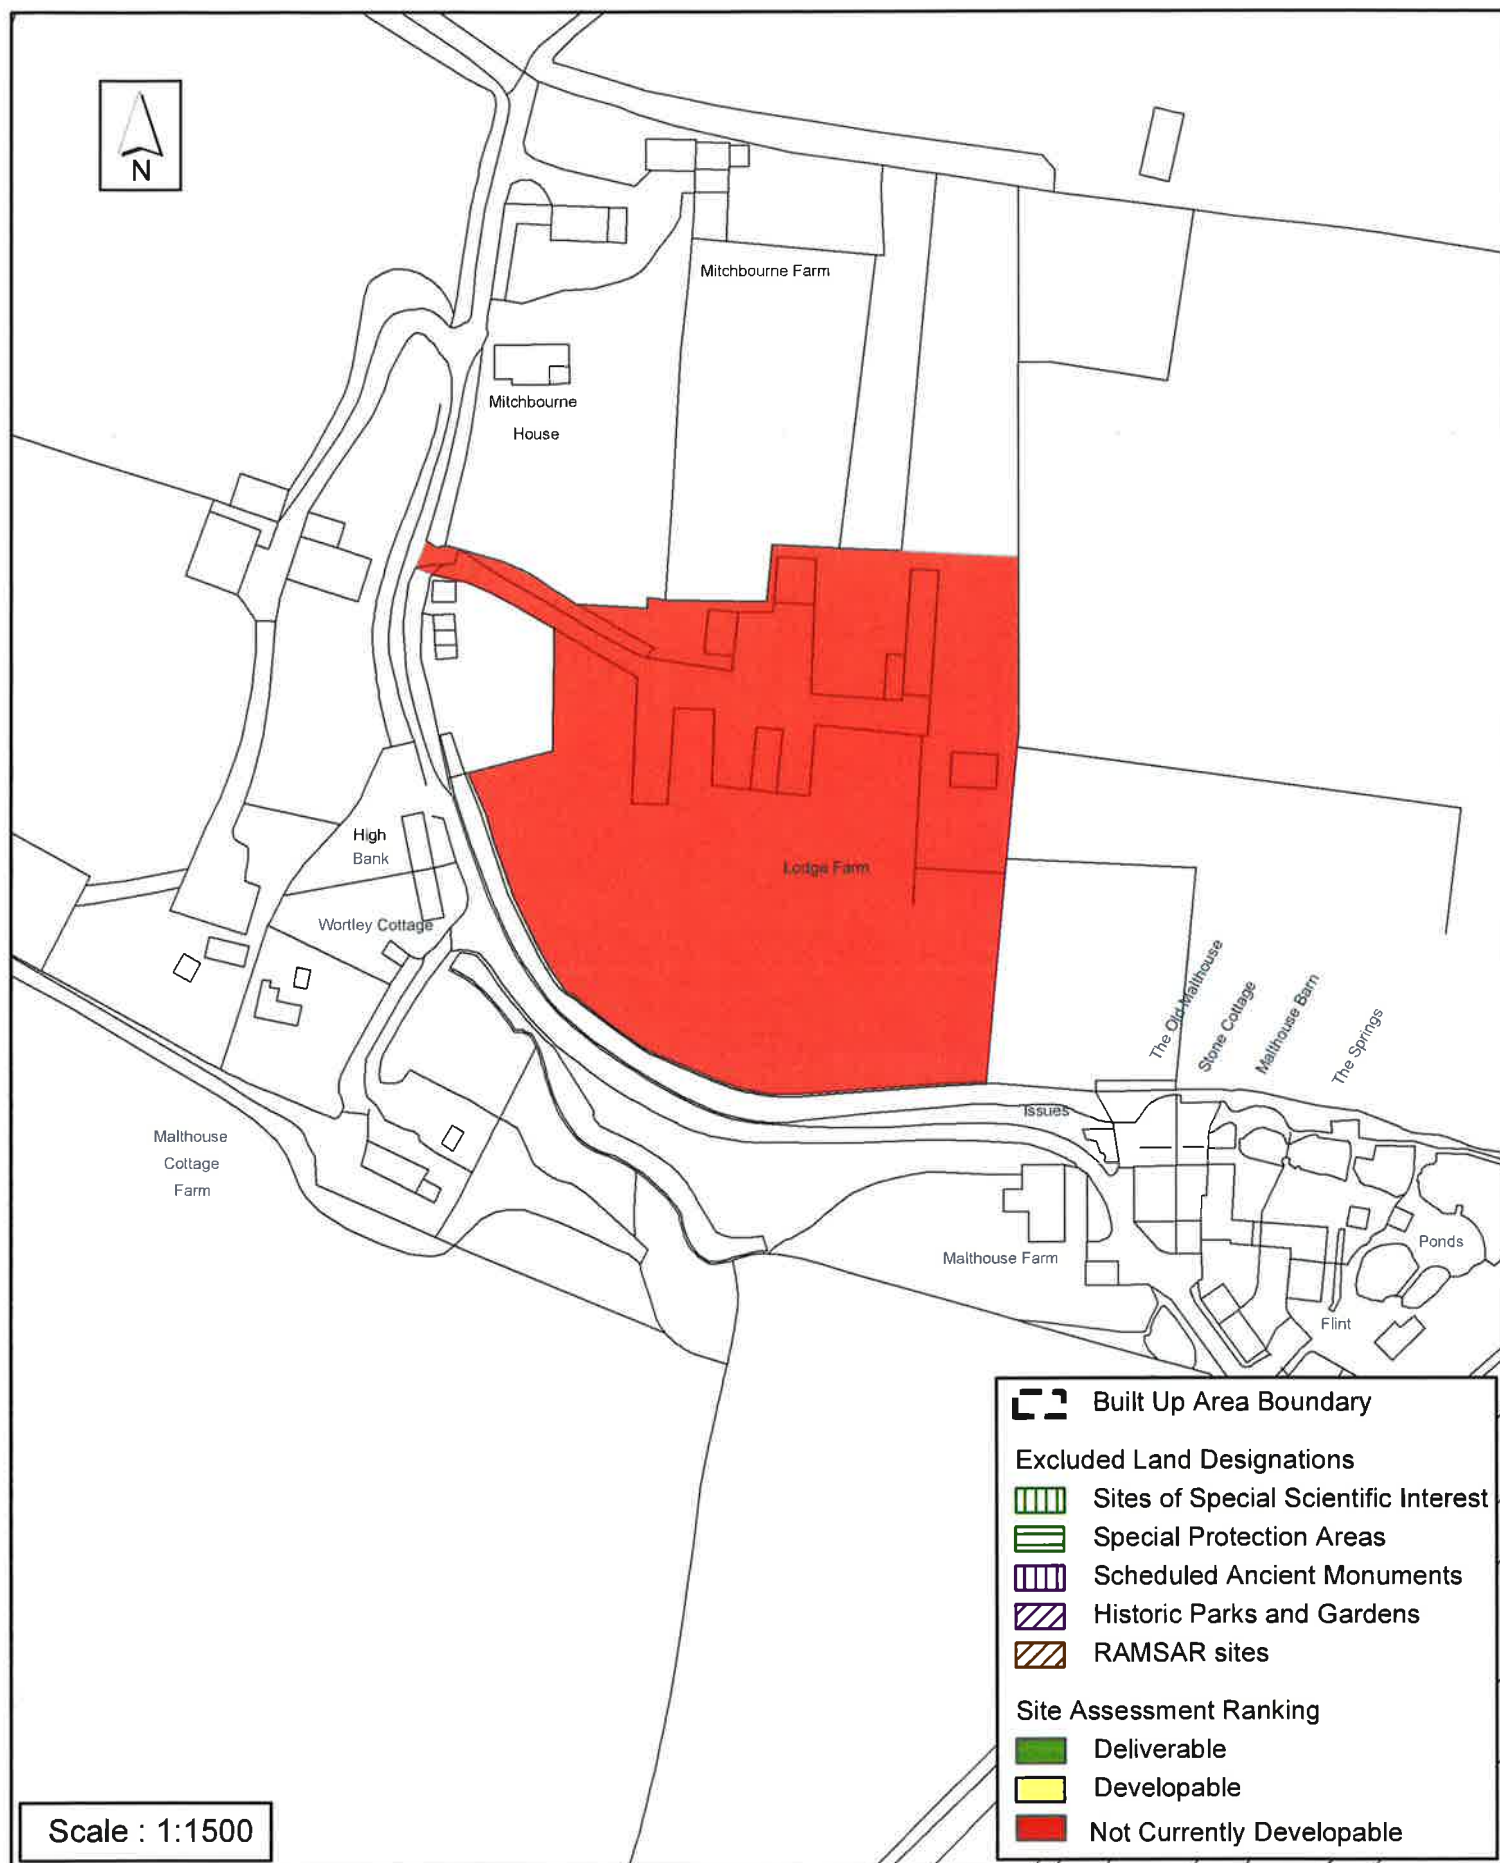 N
Mitchbourne Farm
Mitchbourne
House
High
Bank
Lodge Farm
Wortley Cottage
The Old Malthouse
Stone Cottage
Malthouse Barn
The Springs
Issues
Malthouse
Cottage
Farm
Malthouse Farm
Ponds
Flint
Built Up Area Boundary
Excluded Land Designations
Sites of Special Scientific Interest
Special Protection Areas
Scheduled Ancient Monuments
Historic Parks and Gardens
RAMSAR sites
Site Assessment Ranking
Deliverable
Developable
Not Currently Developable
Scale : 1:1500